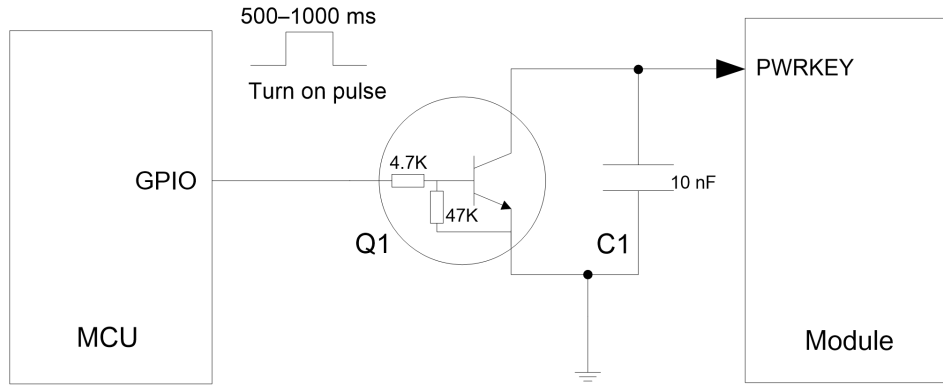 500–1000 ms
Turn on pulse
PWRKEY
4.7K
GPIO
10 nF
47K
Q1
C1
MCU
Module